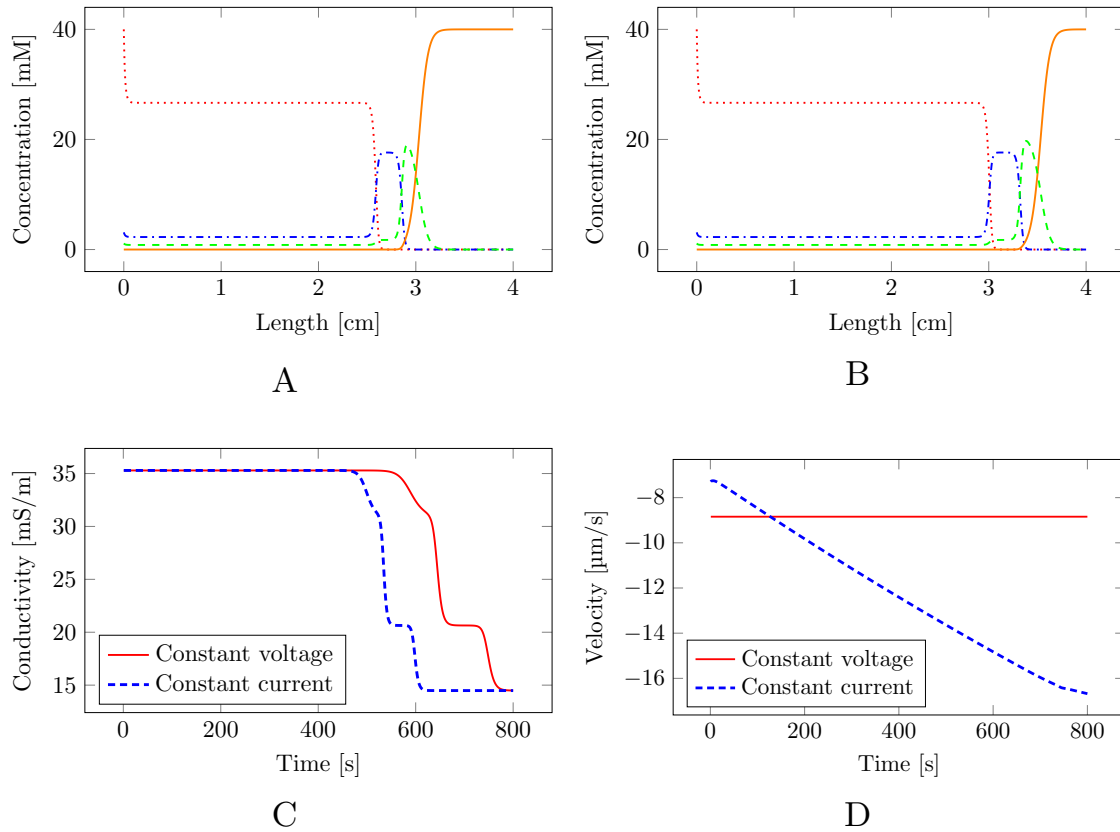 40
20
0
Concentration [mM]
0 1 2 3 4
Length [cm]
A
40
20
0
Concentration [mM]
0 1 2 3 4
Length [cm]
B
35
30
25
20
15
Conductivity [mS/m]
Constant voltage
Constant current
0 200 400 600 800
Time [s]
C
−8
−10
−12
−14
−16
Velocity [µm/s]
Constant voltage
Constant current
0 200 400 600 800
Time [s]
D